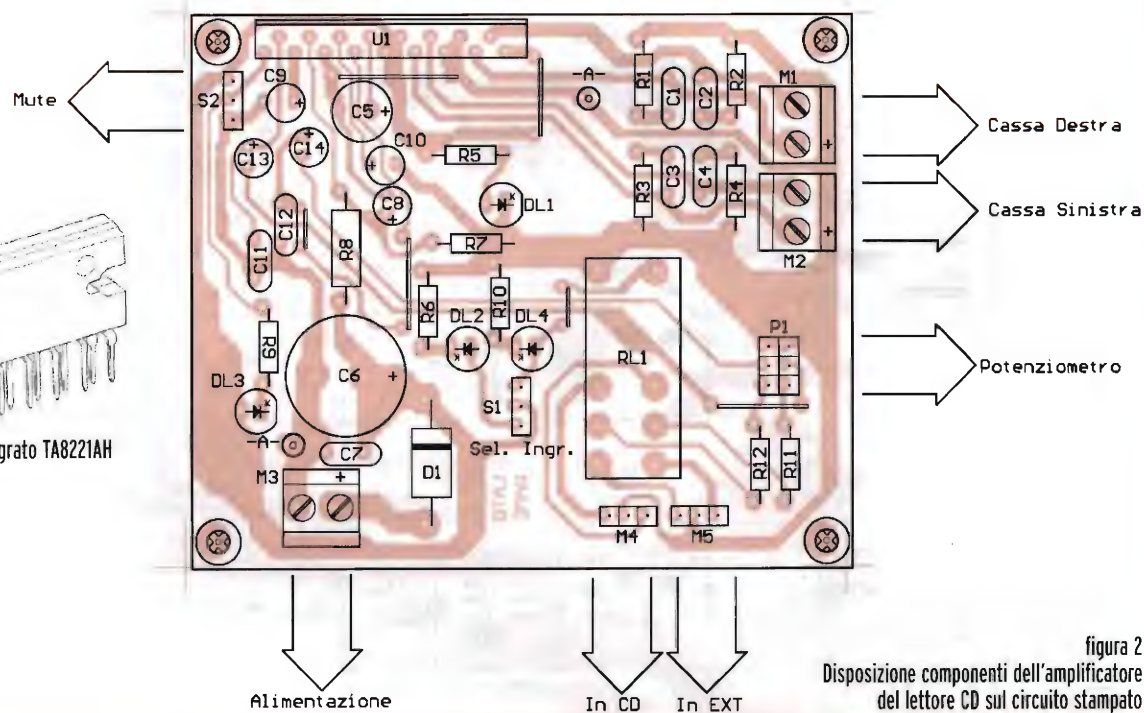 U1
Mute
S2
C9
C5
C10
C13
C14
C8
C12
C11
R8
R5
DL1
R7
-A-
R1
C1
C2
R2
M1
+
Cassa Destra
R3
C3
C4
R4
+
M2
Cassa Sinistra
R6
R10
DL2
DL4
RL1
P1
Potenziometro
R9
DL3
C6
+
S1
Sel. Ingr.
-A-
C7
D1
M3
+
R12
R11
M4
M5
grato TA8221AH
Alimentazione
In CD
In EXT
figura 2
Disposizione componenti dell'amplificatore
del lettore CD sul circuito stampato